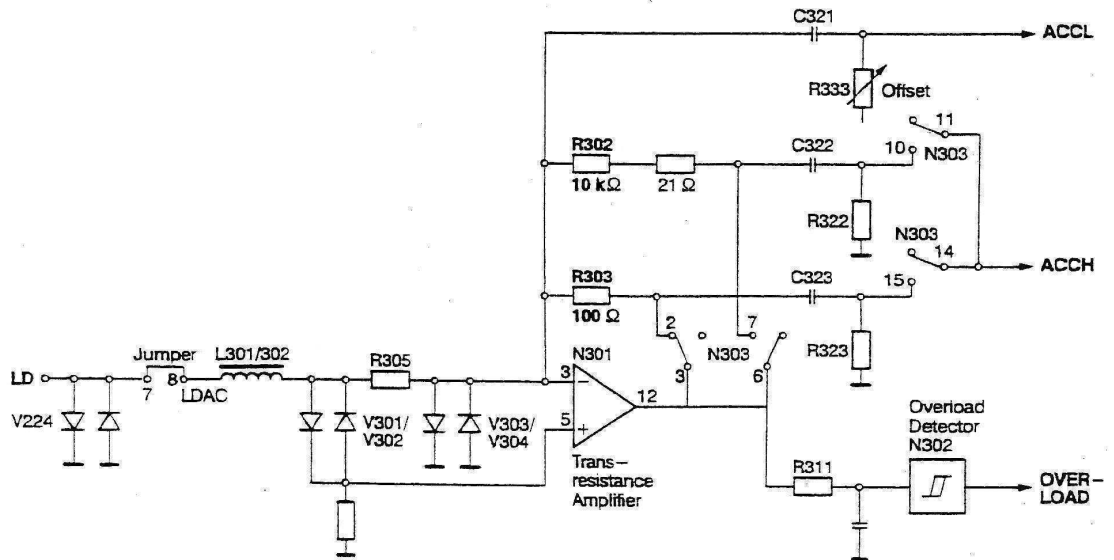 C321
ACCL
R333
Offset
11
C322
10
N303
R302
10 kΩ
21 Ω
R322
N303
14
ACCH
R303
100 Ω
C323
15
2
7
N303
R323
Jumper
L301/302
R305
N301
3
6
LD
7
8
LDAC
3
−
12
V224
V301/
V302
V303/
V304
5
+
Overload
Detector
N302
Trans−
resistance
Amplifier
R311
OVER−
LOAD